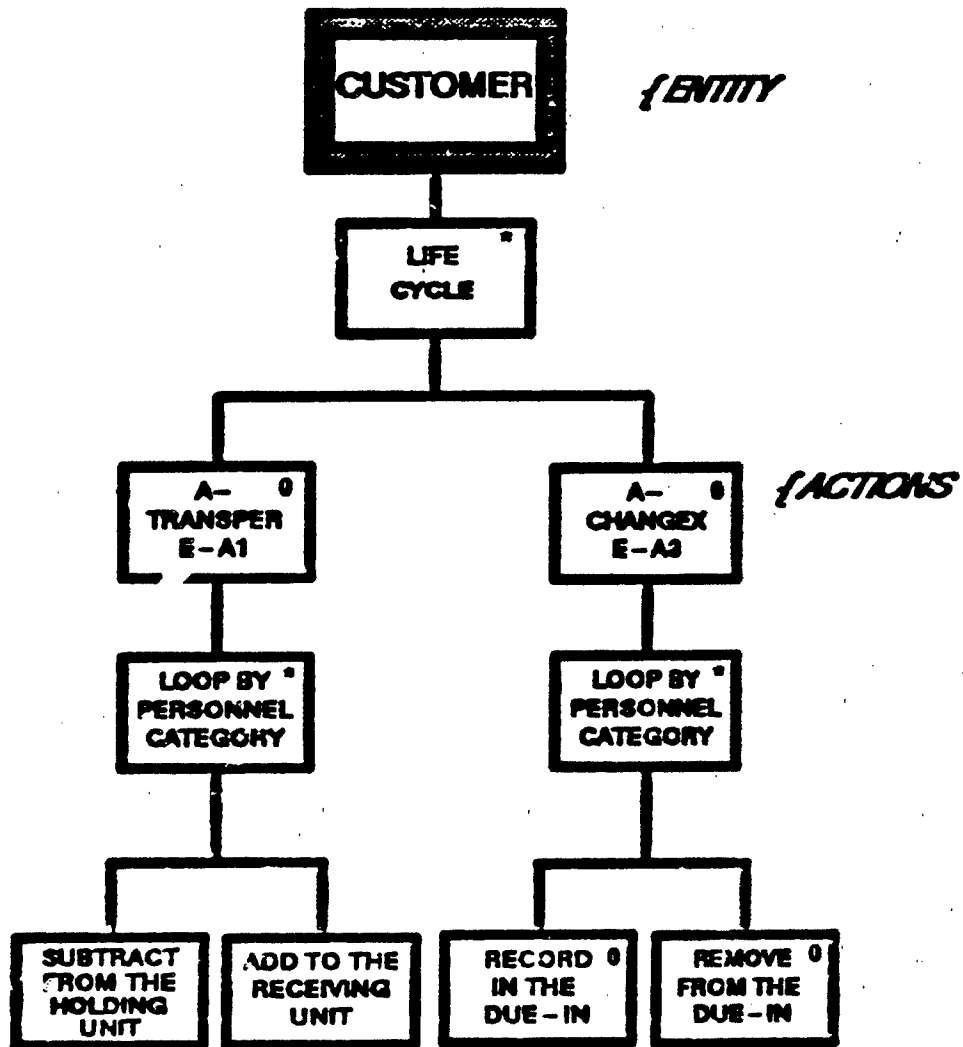 CUSTOMER
{ENTITY
LIFE *
CYCLE
A- 0
TRANSPER
E-A1
A- 0
CHANGEX
E-A3
{ACTIONS
LOOP BY *
PERSONNEL
CATEGORY
LOOP BY *
PERSONNEL
CATEGORY
SUBTRACT
FROM THE
HOLDING
UNIT
ADD TO THE
RECEIVING
UNIT
RECORD 0
IN THE
DUE-IN
REMOVE 0
FROM THE
DUE-IN